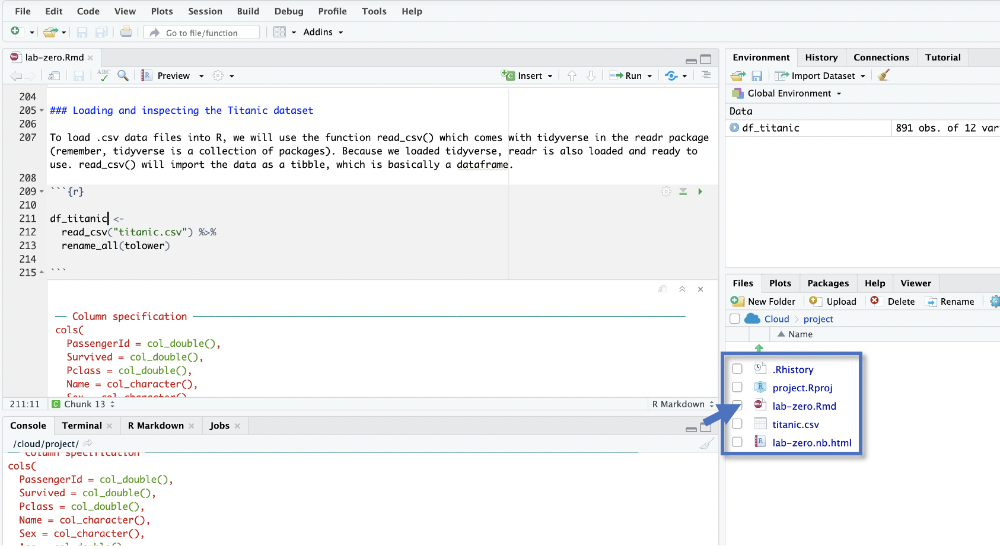 File Edit Code View Plots Session Build Debug Profile Tools Help
Go to file/function Addins
lab-zero.Rmd
ABC Preview Insert Run
204
205 ### Loading and inspecting the Titanic dataset
206
207 To load .csv data files into R, we will use the function read_csv() which comes with tidyverse in the readr package
(remember, tidyverse is a collection of packages). Because we loaded tidyverse, readr is also loaded and ready to
use. read_csv() will import the data as a tibble, which is basically a dataframe.
208
209 ```{r}
210
211 df_titanic <-
212 read_csv("titanic.csv") %>%
213 rename_all(tolower)
214
215 ```
── Column specification ──
cols(
PassengerId = col_double(),
Survived = col_double(),
Pclass = col_double(),
Name = col_character(),
Sex = col_character()
211:11 C Chunk 13 R Markdown
Console Terminal R Markdown Jobs
/cloud/project/
── Column specification ──
cols(
PassengerId = col_double(),
Survived = col_double(),
Pclass = col_double(),
Name = col_character(),
Sex = col_character(),
Age = col_double()
Environment History Connections Tutorial
Import Dataset
Global Environment
Data
df_titanic 891 obs. of 12 var
Files Plots Packages Help Viewer
New Folder Upload Delete Rename
Cloud project
Name
.Rhistory
project.Rproj
lab-zero.Rmd
titanic.csv
lab-zero.nb.html